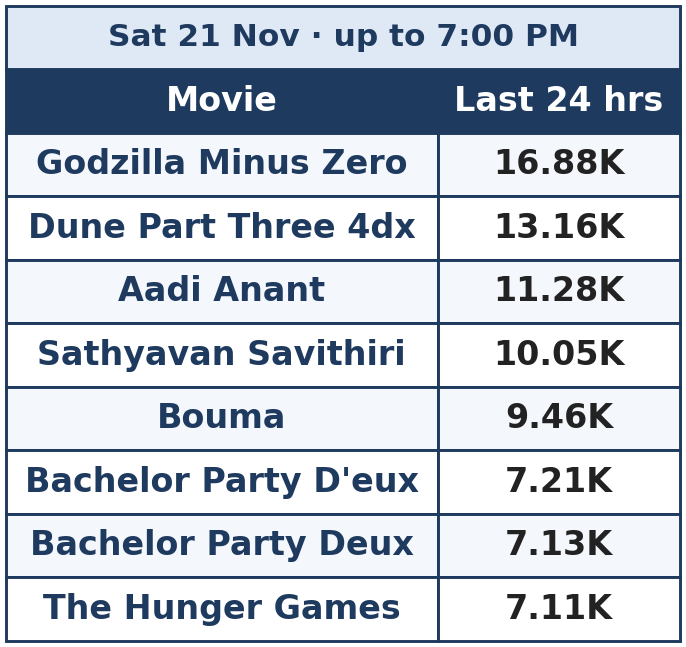 Sat 21 Nov · up to 7:00 PM
Movie Last 24 hrs
Godzilla Minus Zero 16.88K
Dune Part Three 4dx 13.16K
Aadi Anant 11.28K
Sathyavan Savithiri 10.05K
Bouma 9.46K
Bachelor Party D'eux 7.21K
Bachelor Party Deux 7.13K
The Hunger Games 7.11K